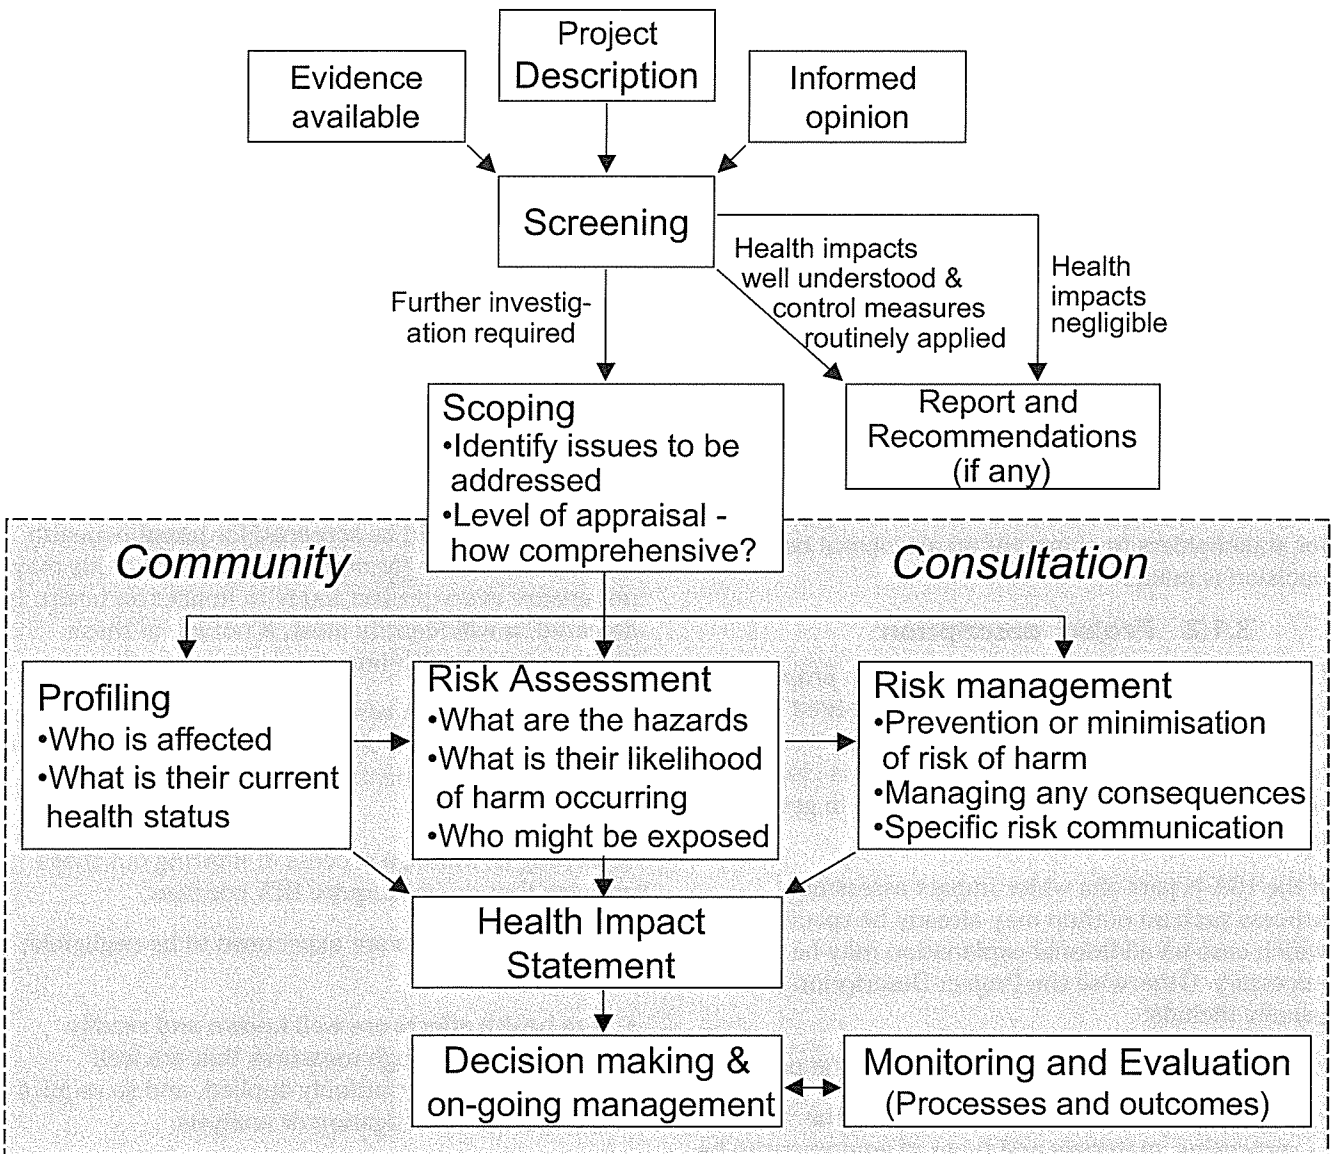 Project
Description
Evidence
available
Informed
opinion
Screening
Further investig-
ation required
Health impacts
well understood &
control measures
routinely applied
Health
impacts
negligible
Scoping
•Identify issues to be
addressed
•Level of appraisal -
how comprehensive?
Report and
Recommendations
(if any)
Community
Consultation
Profiling
•Who is affected
•What is their current
health status
Risk Assessment
•What are the hazards
•What is their likelihood
of harm occurring
•Who might be exposed
Risk management
•Prevention or minimisation
of risk of harm
•Managing any consequences
•Specific risk communication
Health Impact
Statement
Decision making &
on-going management
Monitoring and Evaluation
(Processes and outcomes)